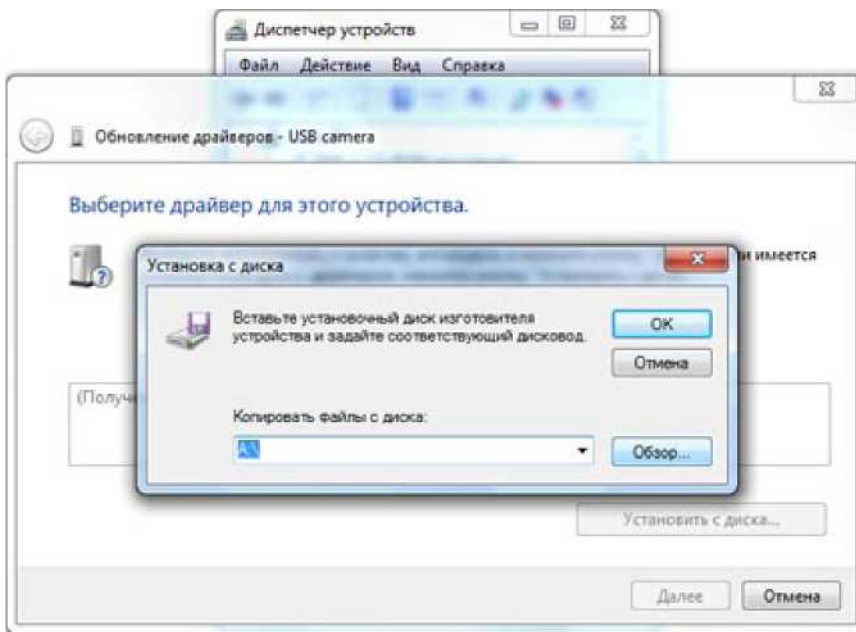 Диспетчер устройств
Файл Действие Вид Справка
Обновление драйверов - USB camera
Выберите драйвер для этого устройства.
и имеется
Установка с диска
Вставьте установочный диск изготовителя
устройства и задайте соответствующий дисковод.
OK
Отмена
(Получ
Копировать файлы с диска:
A:\
Обзор...
Установить с диска...
Далее
Отмена